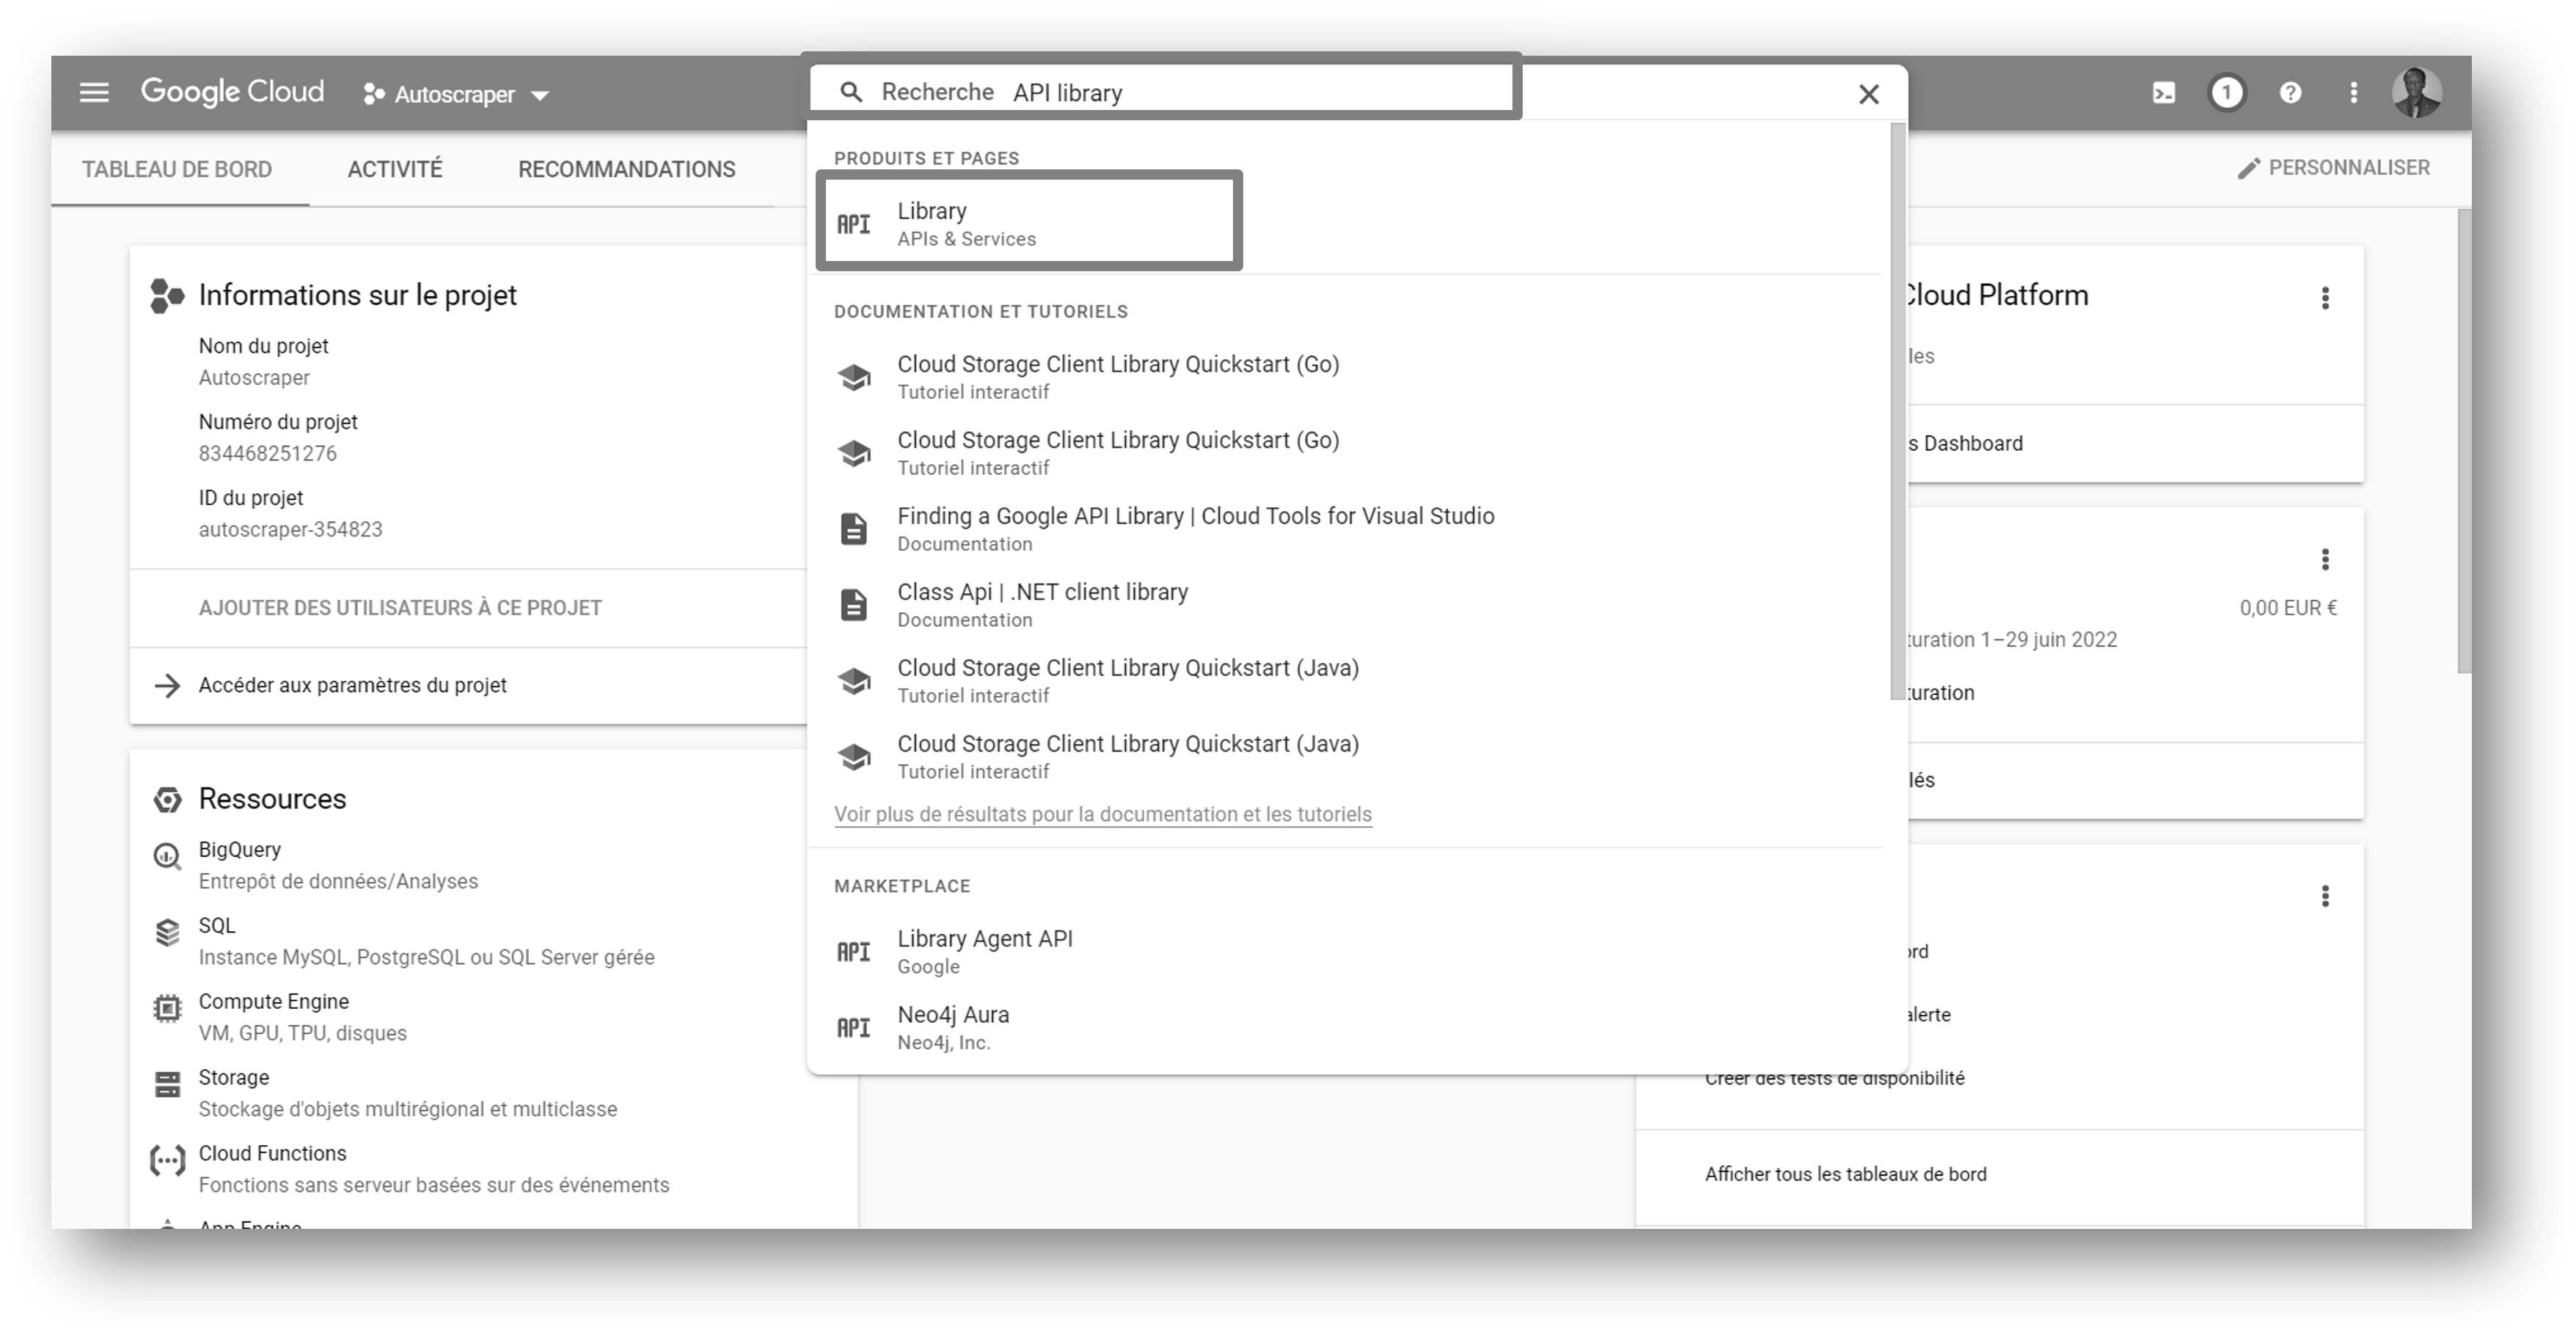 Google Cloud Autoscraper
Recherche API library
1
TABLEAU DE BORD ACTIVITÉ RECOMMANDATIONS
PERSONNALISER
Informations sur le projet
Nom du projet
Autoscraper
Numéro du projet
834468251276
ID du projet
autoscraper-354823
AJOUTER DES UTILISATEURS À CE PROJET
Accéder aux paramètres du projet
Ressources
BigQuery
Entrepôt de données/Analyses
SQL
Instance MySQL, PostgreSQL ou SQL Server gérée
Compute Engine
VM, GPU, TPU, disques
Storage
Stockage d'objets multirégional et multiclasse
Cloud Functions
Fonctions sans serveur basées sur des événements
App Engine
PRODUITS ET PAGES
API Library
APIs & Services
DOCUMENTATION ET TUTORIELS
Cloud Storage Client Library Quickstart (Go)
Tutoriel interactif
Cloud Storage Client Library Quickstart (Go)
Tutoriel interactif
Finding a Google API Library | Cloud Tools for Visual Studio
Documentation
Class Api | .NET client library
Documentation
Cloud Storage Client Library Quickstart (Java)
Tutoriel interactif
Cloud Storage Client Library Quickstart (Java)
Tutoriel interactif
Voir plus de résultats pour la documentation et les tutoriels
MARKETPLACE
API Library Agent API
Google
API Neo4j Aura
Neo4j, Inc.
Cloud Platform
les
s Dashboard
0,00 EUR €
turation 1–29 juin 2022
turation
lés
ord
alerte
Créer des tests de disponibilité
Afficher tous les tableaux de bord